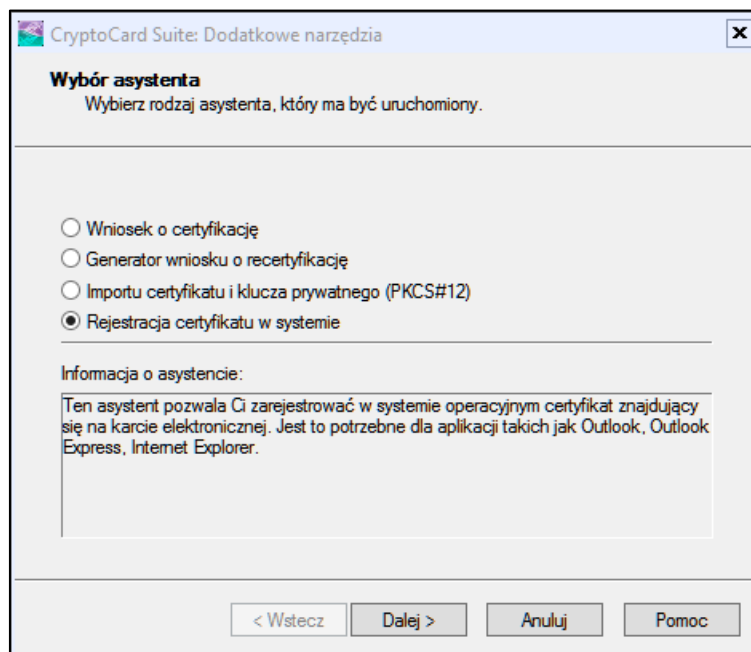 CryptoCard Suite: Dodatkowe narzędzia
Wybór asystenta
Wybierz rodzaj asystenta, który ma być uruchomiony.
Wniosek o certyfikację
Generator wniosku o recertyfikację
Importu certyfikatu i klucza prywatnego (PKCS#12)
Rejestracja certyfikatu w systemie
Informacja o asystencie:
Ten asystent pozwala Ci zarejestrować w systemie operacyjnym certyfikat znajdujący
się na karcie elektronicznej. Jest to potrzebne dla aplikacji takich jak Outlook, Outlook
Express, Internet Explorer.
< Wstecz Dalej > Anuluj Pomoc